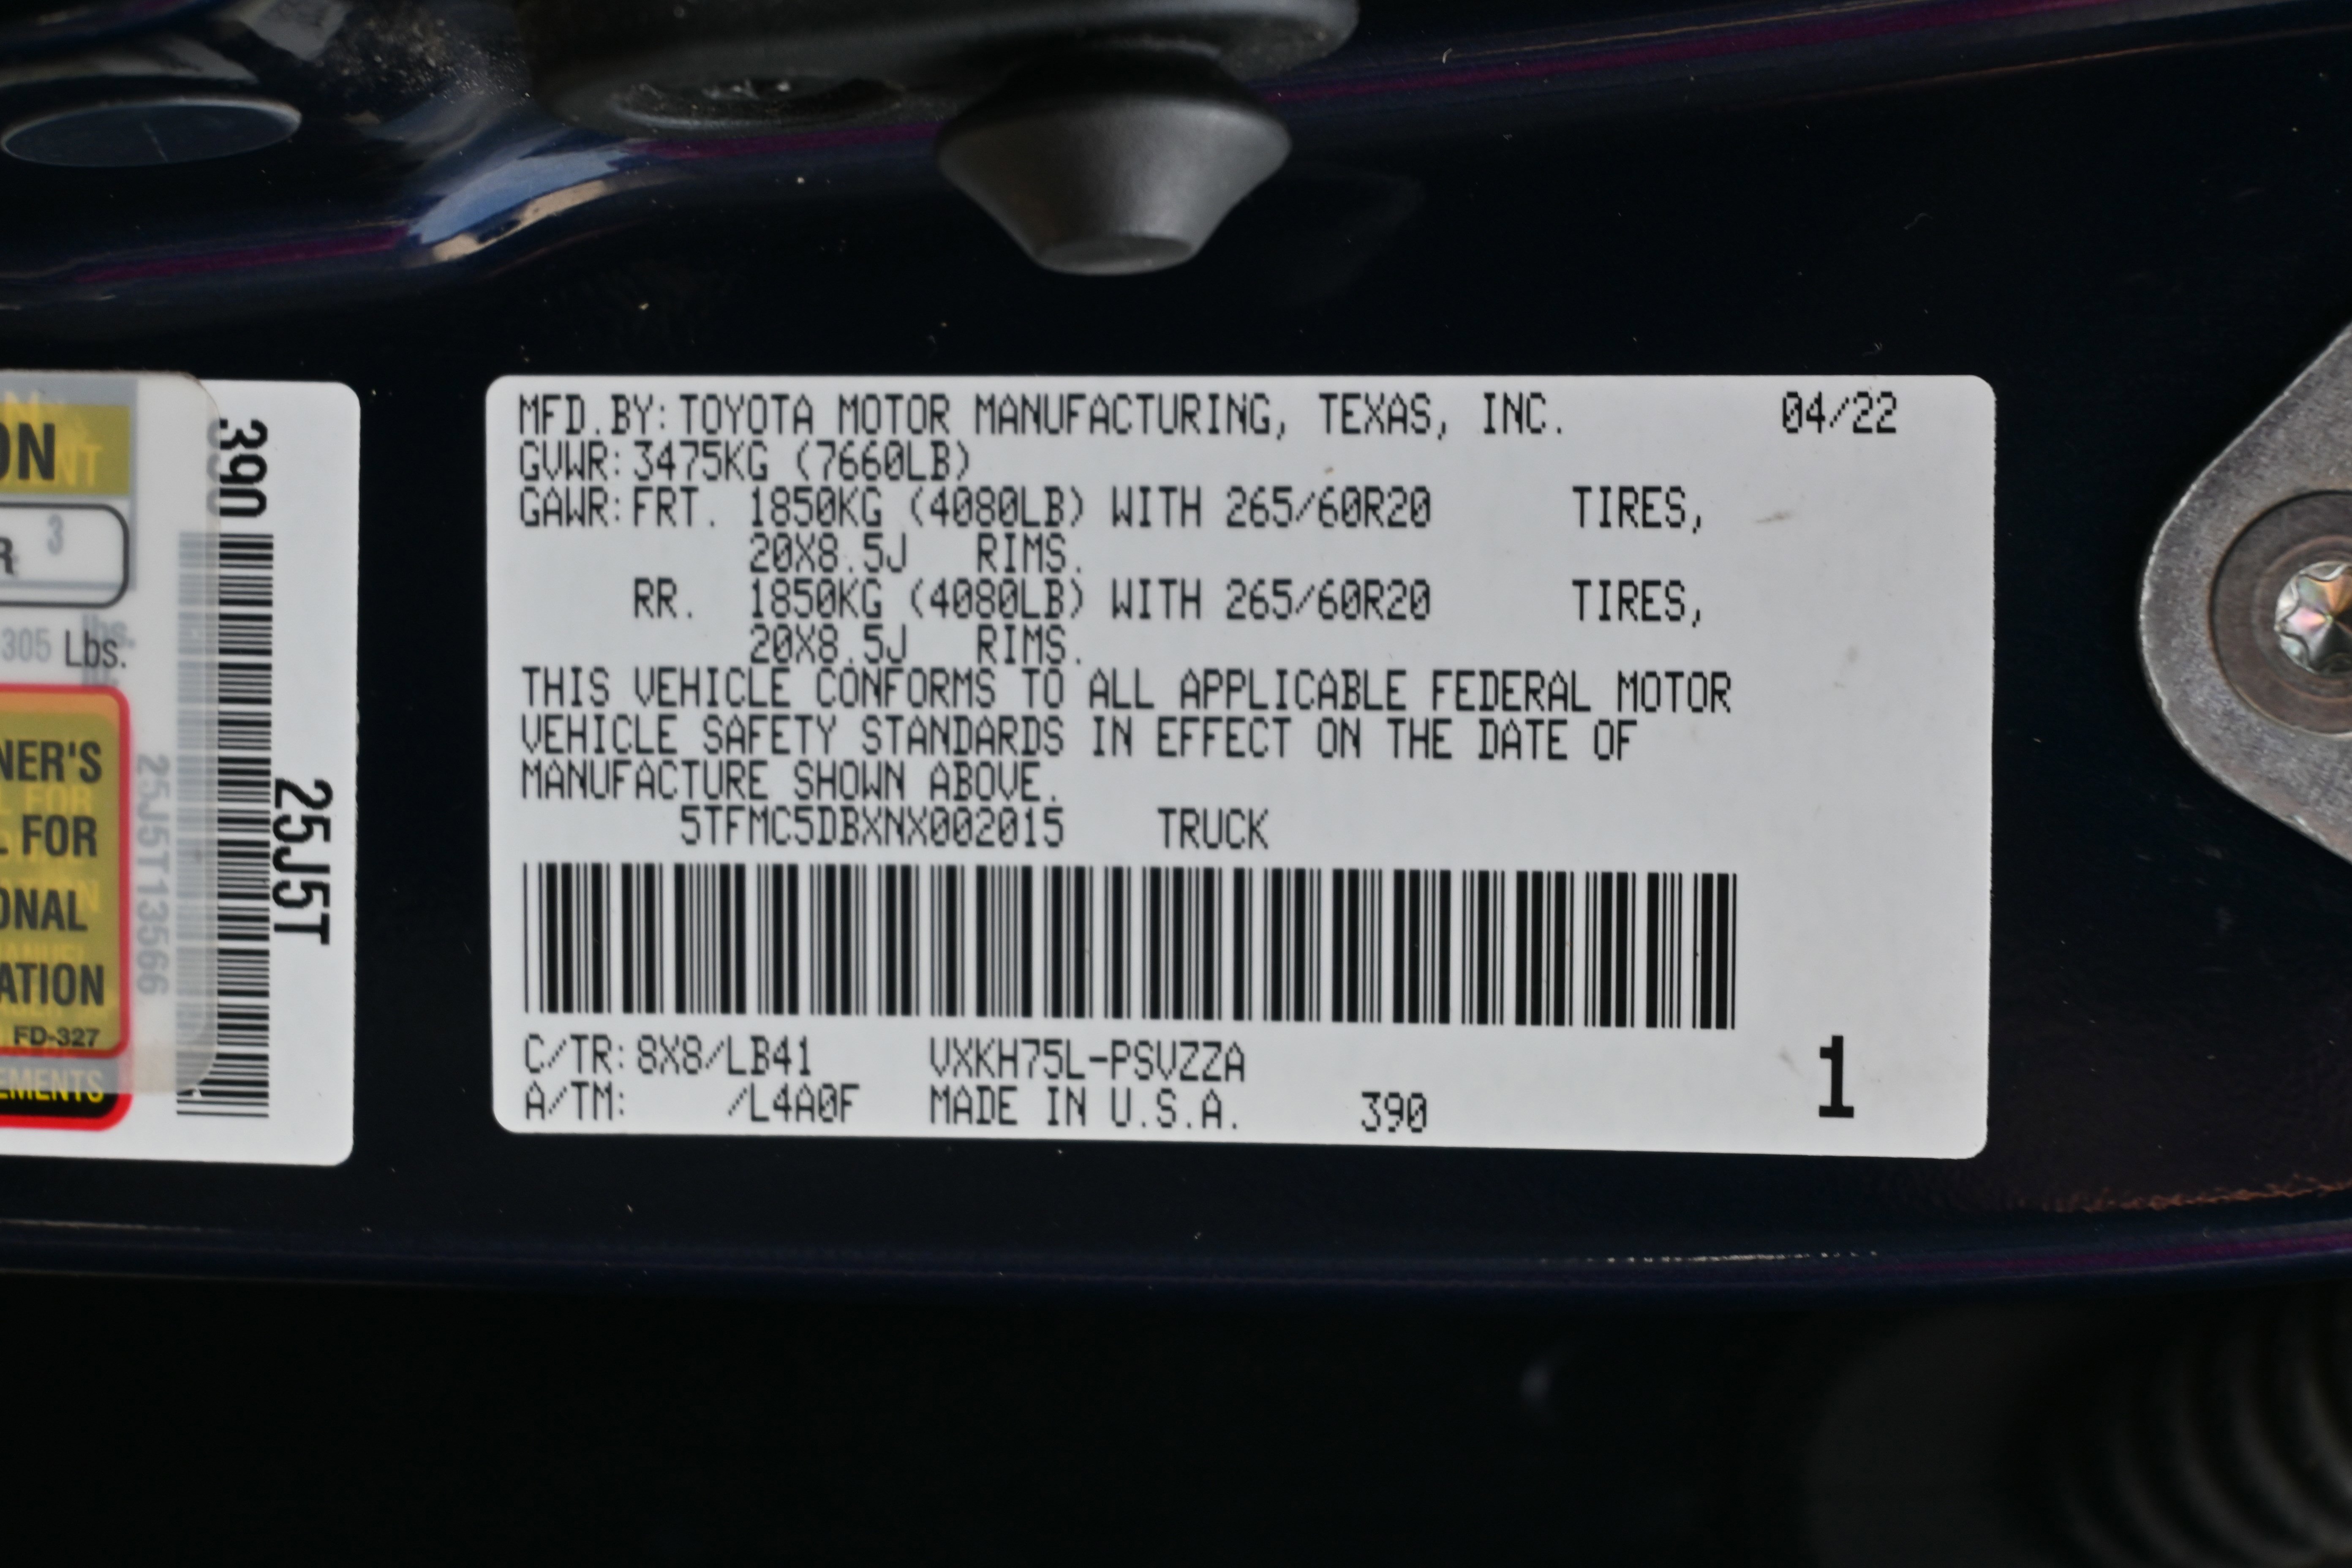 MFD.BY:TOYOTA MOTOR MANUFACTURING, TEXAS, INC. 04/22
GVWR:3475KG (7660LB)
GAWR:FRT. 1850KG (4080LB) WITH 265/60R20 TIRES,
20X8.5J RIMS.
RR. 1850KG (4080LB) WITH 265/60R20 TIRES,
20X8.5J RIMS.
THIS VEHICLE CONFORMS TO ALL APPLICABLE FEDERAL MOTOR
VEHICLE SAFETY STANDARDS IN EFFECT ON THE DATE OF
MANUFACTURE SHOWN ABOVE.
5TFMC5DBXNX002015 TRUCK
C/TR:8X8/LB41 VXKH75L-PSVZZA
A/TM: /L4A0F MADE IN U.S.A. 390
1
390
25J5T
25J5T13566
ON
R 3
305 Lbs.
NER'S
L FOR
ONAL
ATION
FD-327
EMENTS